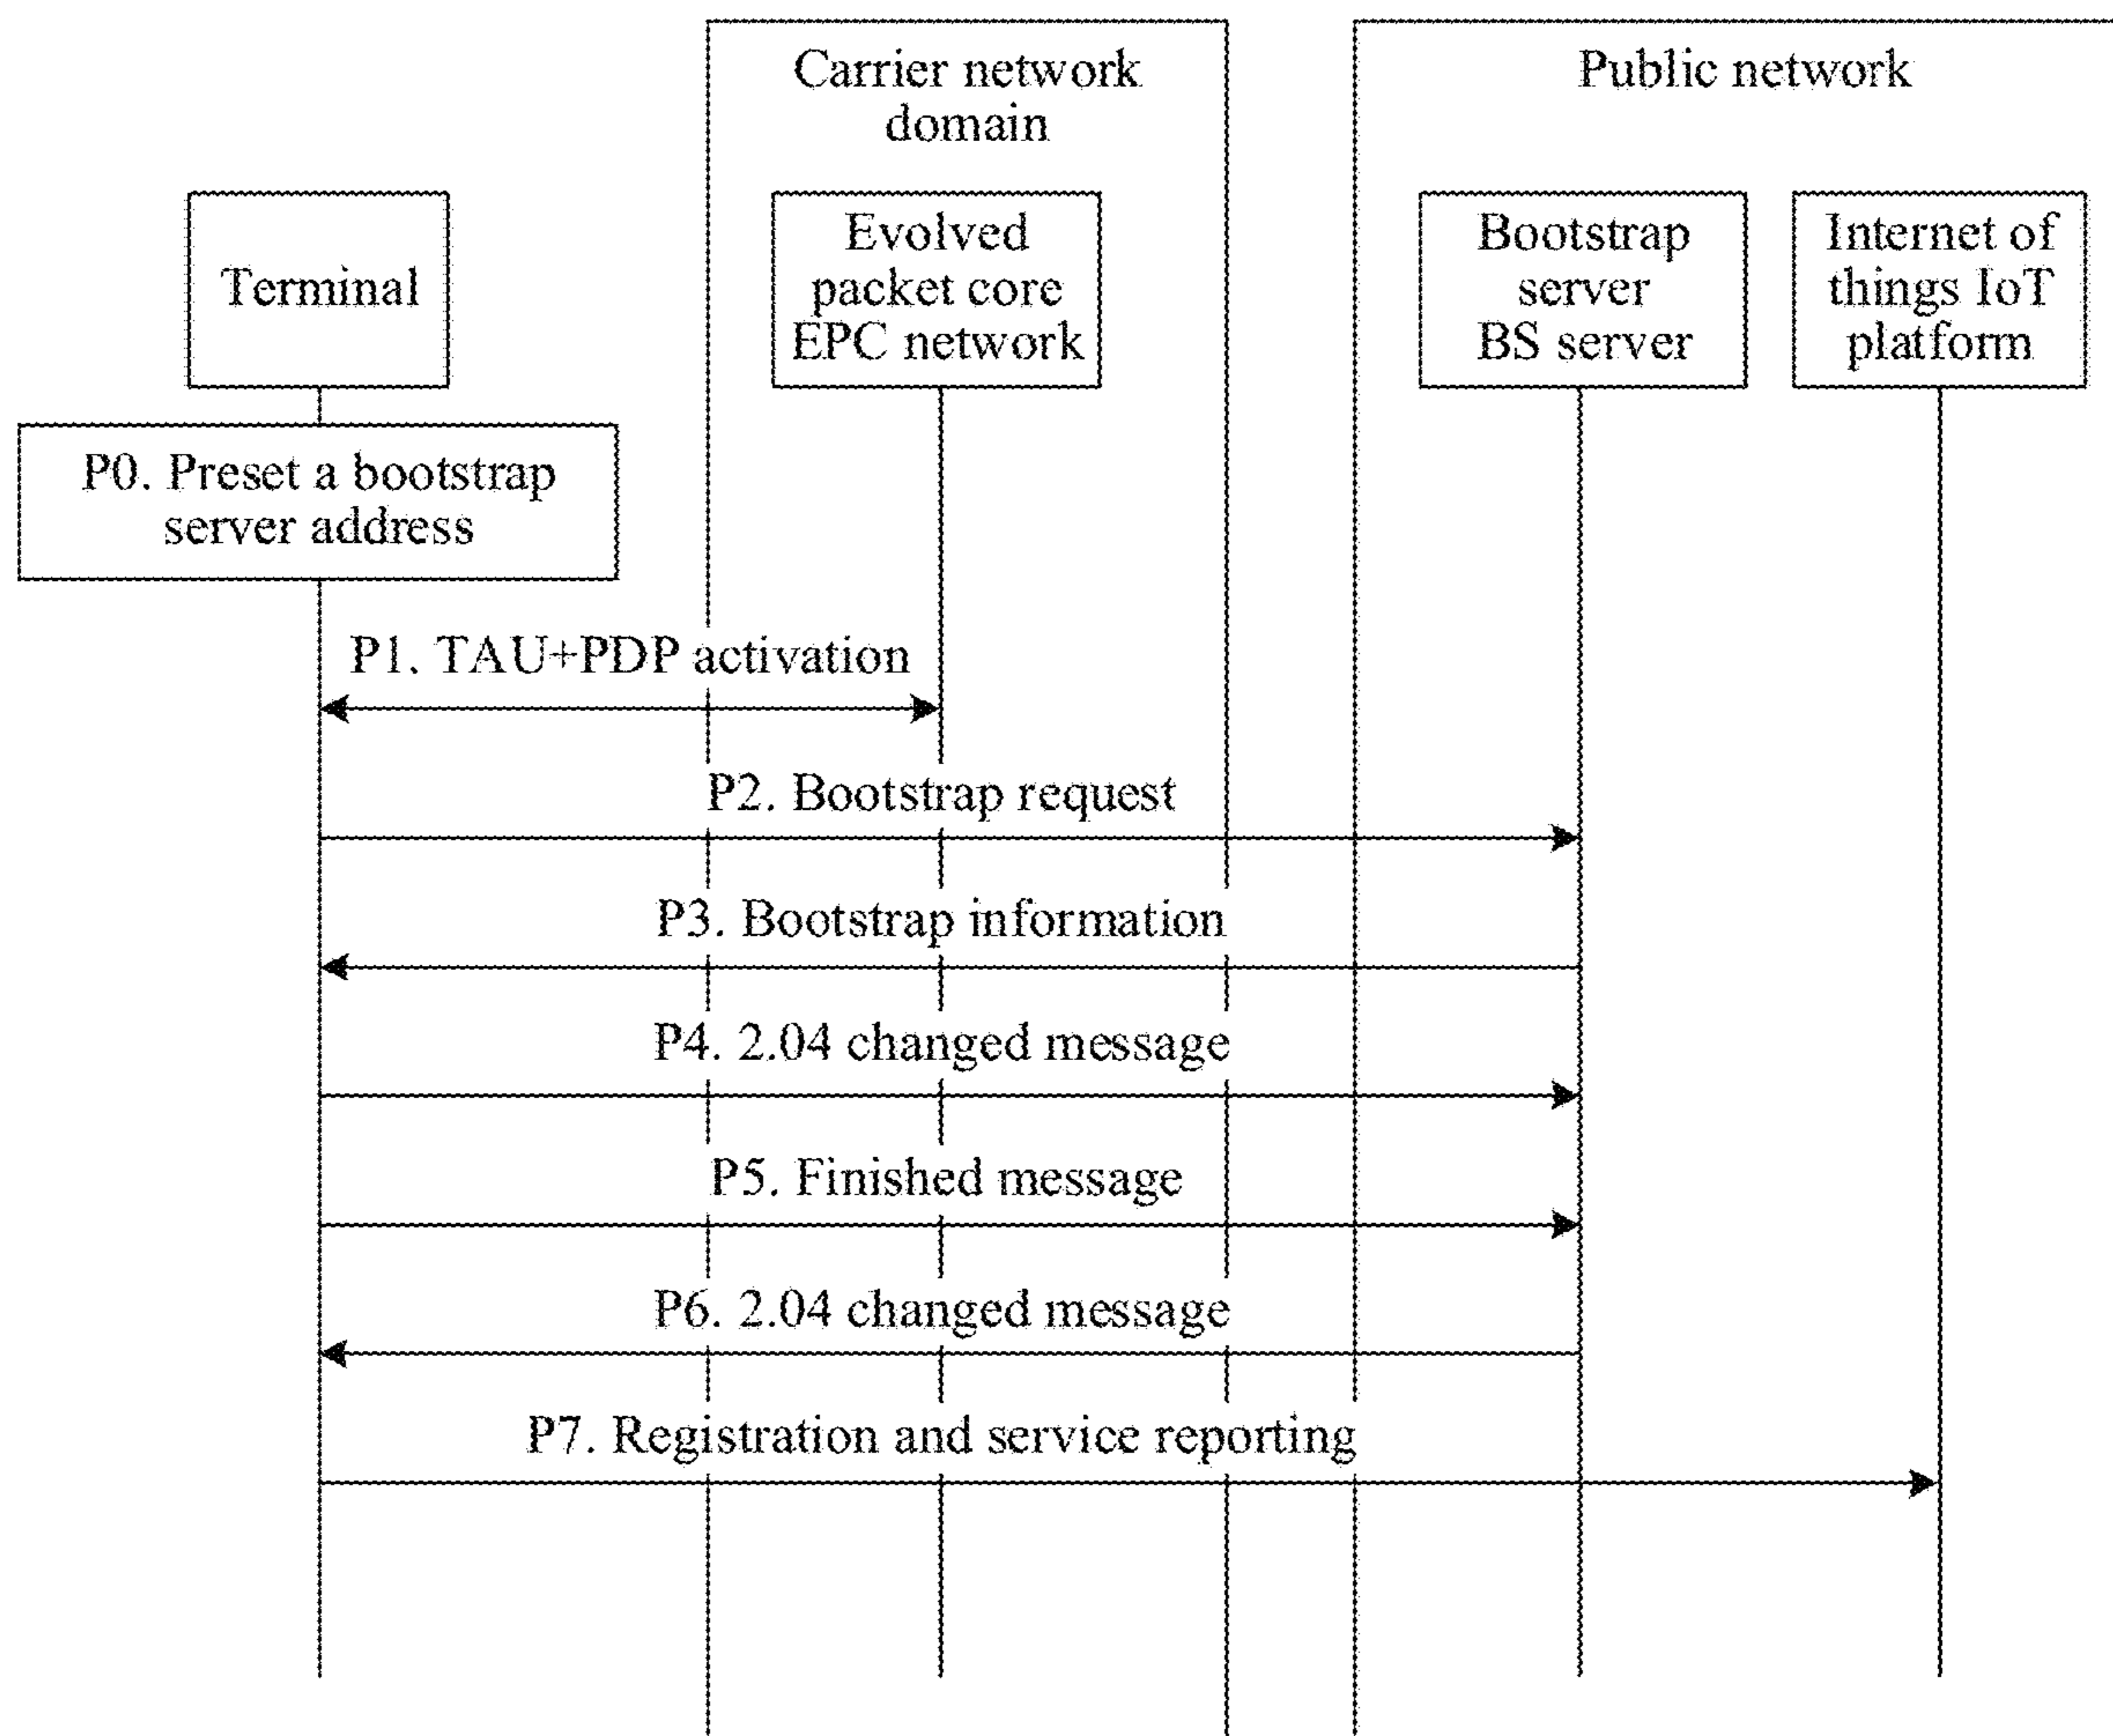 Carrier network
domain
Public network
Terminal
Evolved
packet core
EPC network
Bootstrap
server
BS server
Internet of
things IoT
platform
P0. Preset a bootstrap
server address
P1. TAU+PDP activation
P2. Bootstrap request
P3. Bootstrap information
P4. 2.04 changed message
P5. Finished message
P6. 2.04 changed message
P7. Registration and service reporting